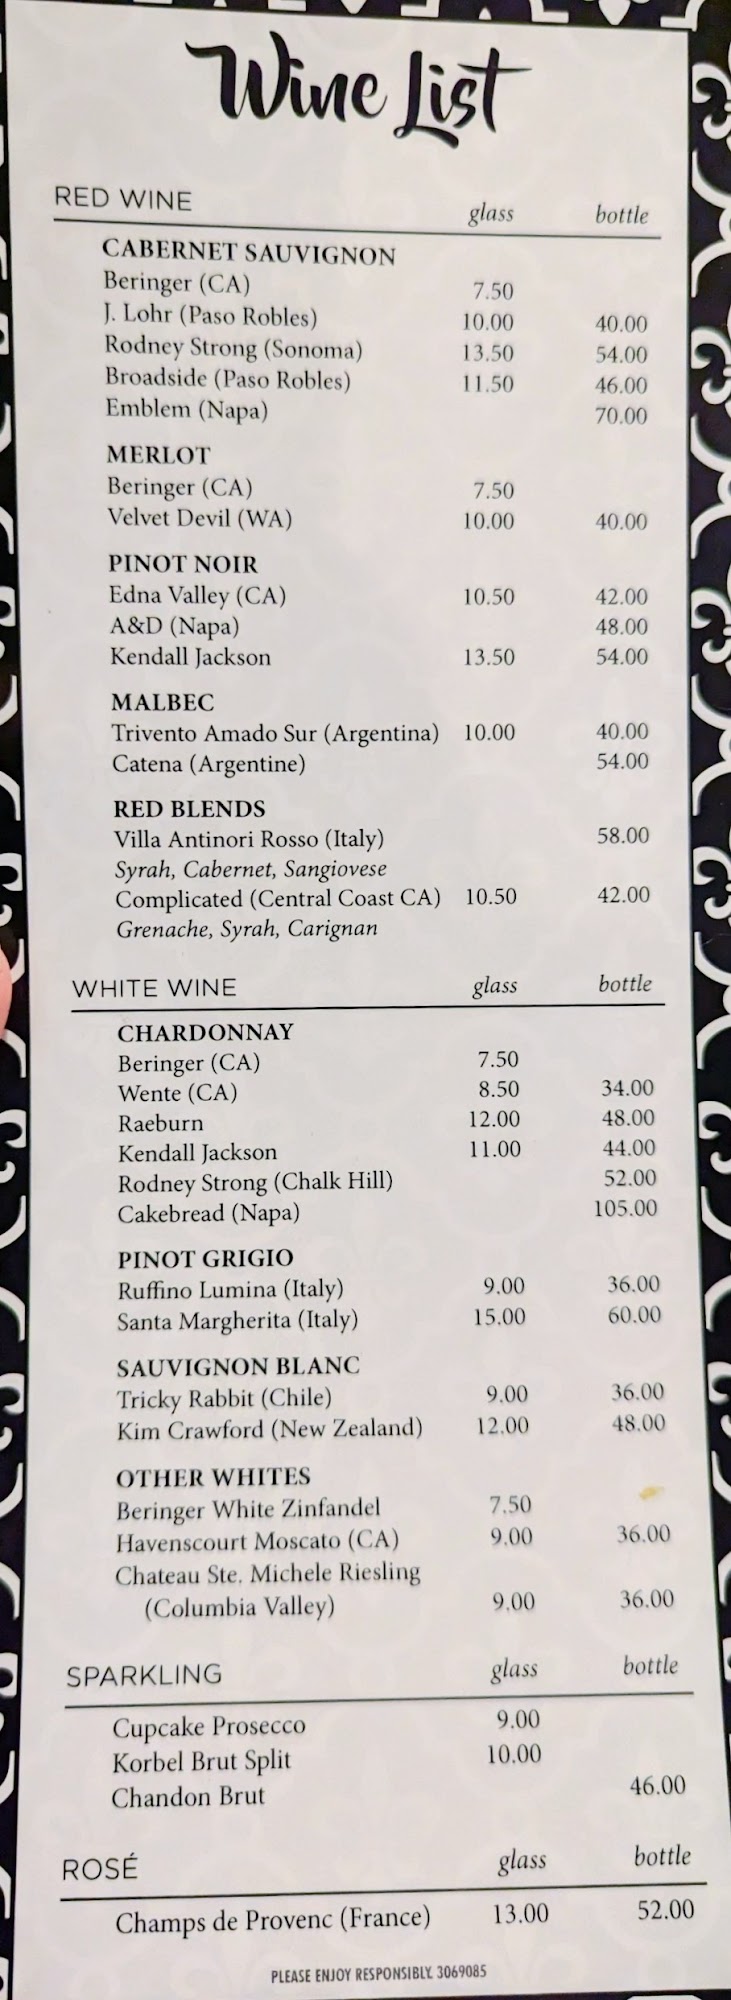 Wine List
RED WINE glass bottle
CABERNET SAUVIGNON
Beringer (CA) 7.50
J. Lohr (Paso Robles) 10.00 40.00
Rodney Strong (Sonoma) 13.50 54.00
Broadside (Paso Robles) 11.50 46.00
Emblem (Napa) 70.00
MERLOT
Beringer (CA) 7.50
Velvet Devil (WA) 10.00 40.00
PINOT NOIR
Edna Valley (CA) 10.50 42.00
A&D (Napa) 48.00
Kendall Jackson 13.50 54.00
MALBEC
Trivento Amado Sur (Argentina) 10.00 40.00
Catena (Argentine) 54.00
RED BLENDS
Villa Antinori Rosso (Italy) 58.00
Syrah, Cabernet, Sangiovese
Complicated (Central Coast CA) 10.50 42.00
Grenache, Syrah, Carignan
WHITE WINE glass bottle
CHARDONNAY
Beringer (CA) 7.50
Wente (CA) 8.50 34.00
Raeburn 12.00 48.00
Kendall Jackson 11.00 44.00
Rodney Strong (Chalk Hill) 52.00
Cakebread (Napa) 105.00
PINOT GRIGIO
Ruffino Lumina (Italy) 9.00 36.00
Santa Margherita (Italy) 15.00 60.00
SAUVIGNON BLANC
Tricky Rabbit (Chile) 9.00 36.00
Kim Crawford (New Zealand) 12.00 48.00
OTHER WHITES
Beringer White Zinfandel 7.50
Havenscourt Moscato (CA) 9.00 36.00
Chateau Ste. Michele Riesling
(Columbia Valley) 9.00 36.00
SPARKLING glass bottle
Cupcake Prosecco 9.00
Korbel Brut Split 10.00
Chandon Brut 46.00
ROSÉ glass bottle
Champs de Provenc (France) 13.00 52.00
PLEASE ENJOY RESPONSIBLY. 3069085